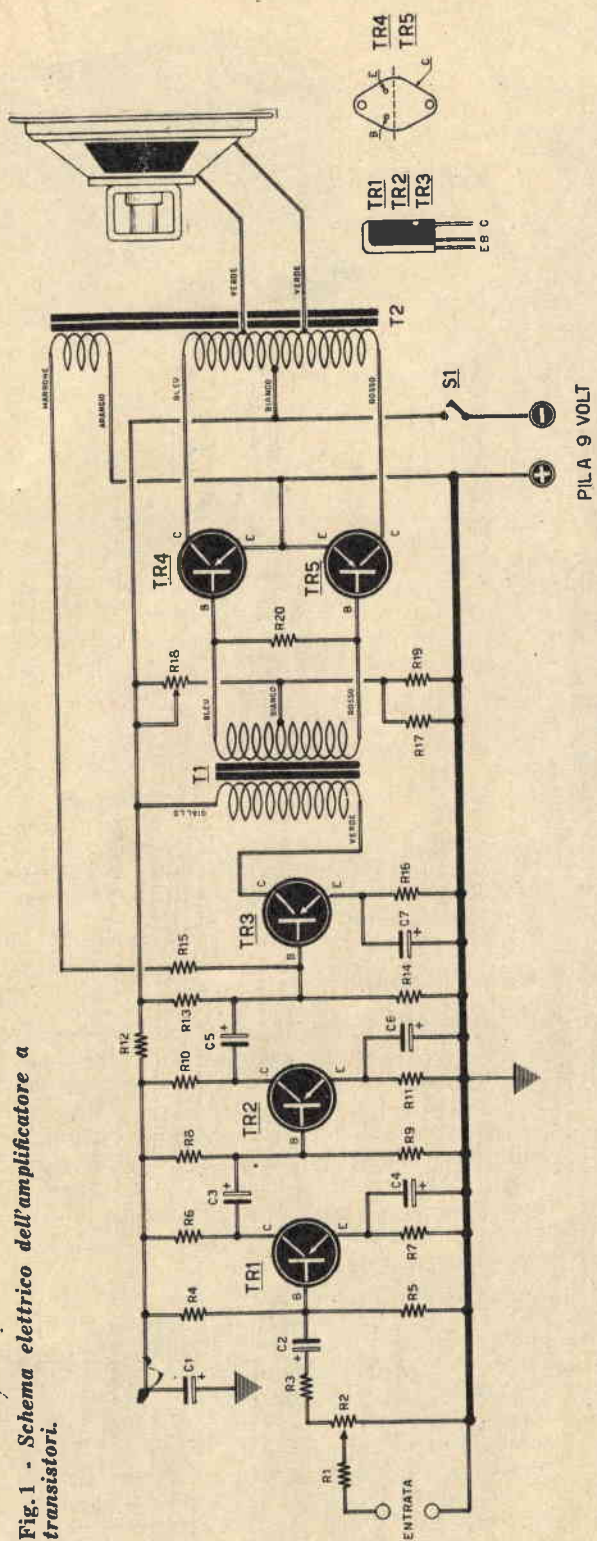 Fig.1 - Schema elettrico dell'amplificatore a
transistori.
MARRONE
ARANCIO
VERDE
VERDE
T2
BLEU
BIANCO
ROSSO
S1
PILA 9 VOLT
TR4
TR5
B
E
C
TR1
TR2
TR3
E B C
C
TR4
E
B
E
TR5
C
B
R20
R18
BLEU
BIANCO
ROSSO
R19
R17
T1
GIALLO
VERDE
C
TR3
E
B
R16
C7
R15
R13
R14
R12
C5
R10
C
TR2
E
B
C6
R11
R8
R9
C3
R6
C
TR1
E
B
C4
R7
R4
R5
C1
C2
R3
R2
R1
ENTRATA